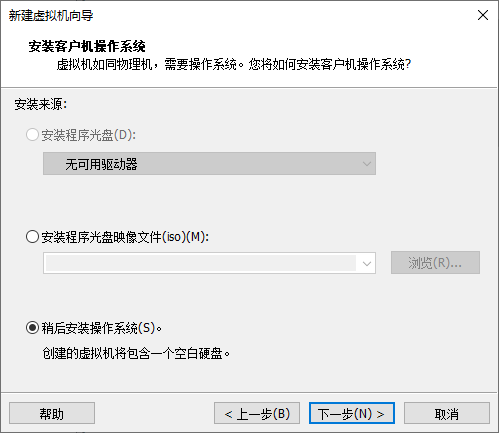 新建虚拟机向导
安装客户机操作系统
虚拟机如同物理机，需要操作系统。您将如何安装客户机操作系统?
安装来源:
安装程序光盘(D):
无可用驱动器
安装程序光盘映像文件(iso)(M):
浏览(R)...
稍后安装操作系统(S)。
创建的虚拟机将包含一个空白硬盘。
帮助 < 上一步(B) 下一步(N) > 取消